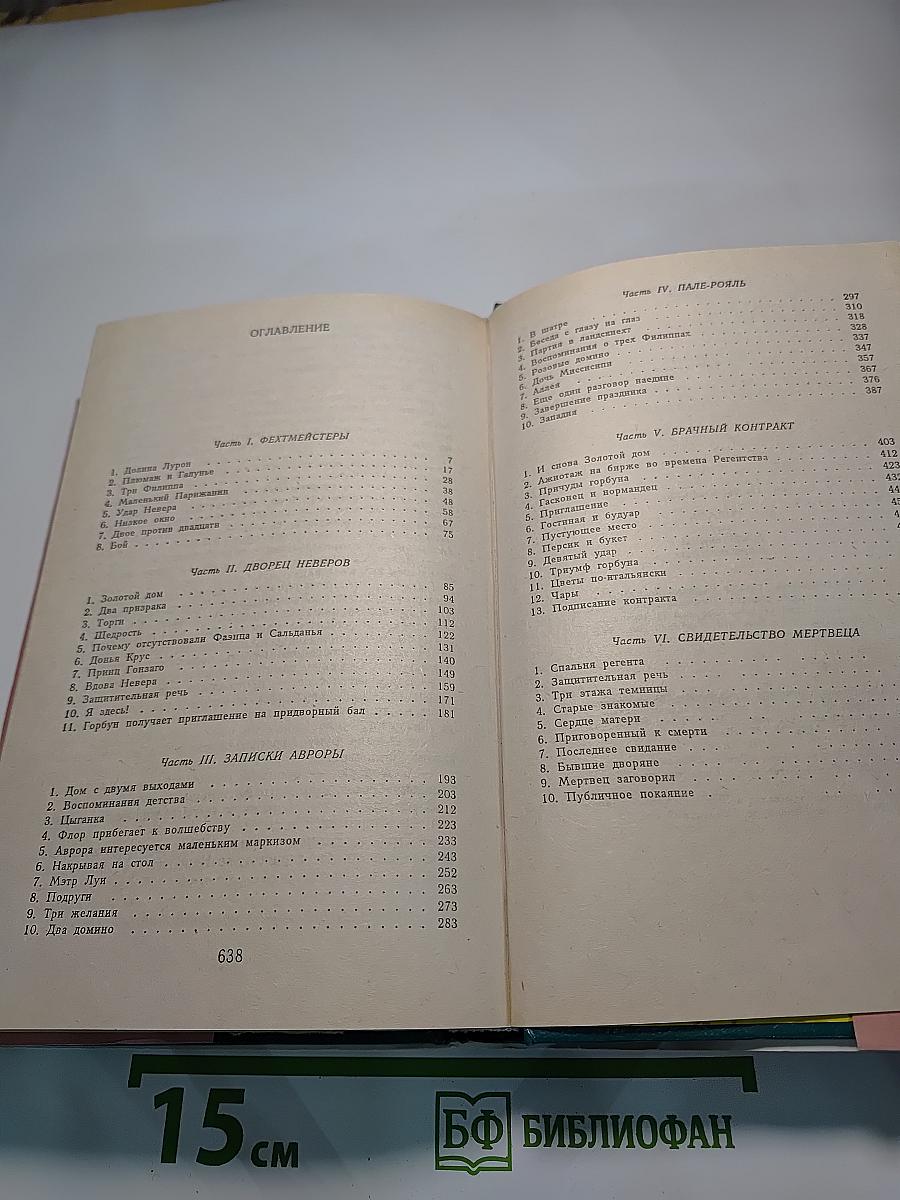 ОГЛАВЛЕНИЕ
Часть I. ФЕХТМЕЙСТЕРЫ
1. Долина Лурон 7
2. Плюмаж и Галунье 17
3. Три Филиппа 28
4. Маленький Парижанин 38
5. Удар Невера 48
6. Низкое окно 58
7. Двое против двадцати 67
8. Бой 75
Часть II. ДВОРЕЦ НЕВЕРОВ
1. Золотой дом 85
2. Два призрака 94
3. Торги 103
4. Щедрость 112
5. Почему отсутствовали Фаэнца и Сальданья 122
6. Донья Крус 131
7. Принц Гонзаго 140
8. Вдова Невера 149
9. Защитительная речь 159
10. Я здесь! 171
11. Горбун получает приглашение на придворный бал 181
Часть III. ЗАПИСКИ АВРОРЫ
1. Дом с двумя выходами 193
2. Воспоминания детства 203
3. Цыганка 212
4. Флор прибегает к волшебству 223
5. Аврора интересуется маленьким маркизом 233
6. Накрывая на стол 243
7. Мэтр Луи 252
8. Подруги 263
9. Три желания 273
10. Два домино 283
638
Часть IV. ПАЛЕ-РОЯЛЬ
1. В шатре 297
2. Беседа с глазу на глаз 310
3. Партия в ландскнехт 318
4. Воспоминания о трех Филиппах 328
5. Розовые домино 337
6. Дочь Миссисипи 347
7. Аллея 357
8. Еще один разговор наедине 367
9. Завершение праздника 376
10. Западня 387
Часть V. БРАЧНЫЙ КОНТРАКТ
1. И снова Золотой дом 403
2. Ажиотаж на бирже во времена Регентства 412
3. Причуды горбуна 423
4. Гасконец и нормандец
5. Приглашение
6. Гостиная и будуар
7. Пустующее место
8. Персик и букет
9. Девятый удар
10. Триумф горбуна
11. Цветы по-итальянски
12. Чары
13. Подписание контракта
Часть VI. СВИДЕТЕЛЬСТВО МЕРТВЕЦА
1. Спальня регента
2. Защитительная речь
3. Три этажа темницы
4. Старые знакомые
5. Сердце матери
6. Приговоренный к смерти
7. Последнее свидание
8. Бывшие дворяне
9. Мертвец заговорил
10. Публичное покаяние
15 см
БФ БИБЛИОФАН